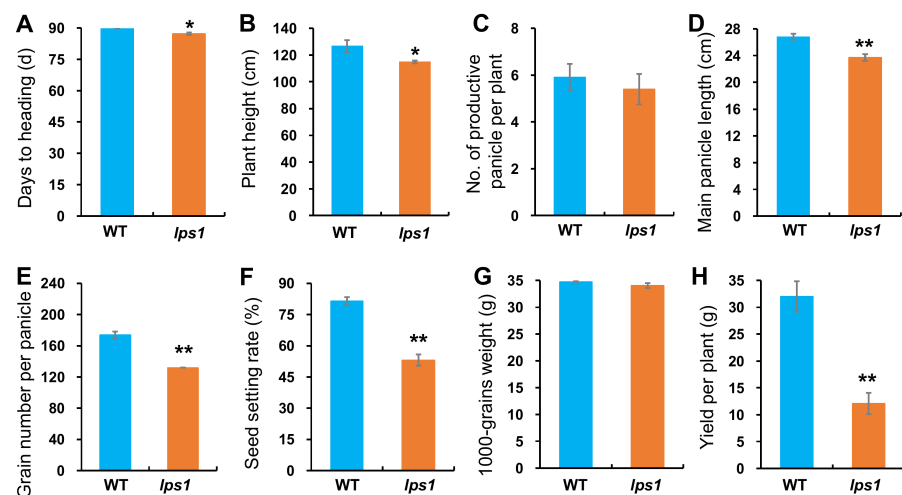 A
Days to heading (d)
90
75
60
45
30
15
0
*
WT
lps1
B
Plant height (cm)
140
120
100
80
60
40
20
0
*
WT
lps1
C
No. of productive
panicle per plant
8
6
4
2
0
WT
lps1
D
Main panicle length (cm)
28
24
20
16
12
8
4
0
**
WT
lps1
E
Grain number per panicle
240
200
160
120
80
40
0
**
WT
lps1
F
Seed setting rate (%)
90
75
60
45
30
15
0
**
WT
lps1
G
1000-grains weight (g)
35
30
25
20
15
10
5
0
WT
lps1
H
Yield per plant (g)
35
30
25
20
15
10
5
0
**
WT
lps1